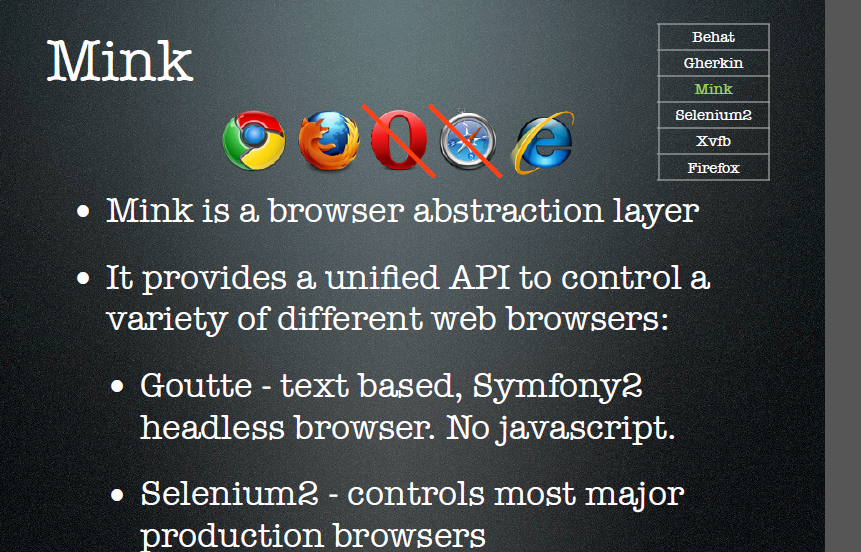 Mink
Behat
Gherkin
Mink
Selenium2
Xvfb
Firefox
• Mink is a browser abstraction layer
• It provides a unified API to control a
variety of different web browsers:
• Goutte - text based, Symfony2
headless browser. No javascript.
• Selenium2 - controls most major
production browsers